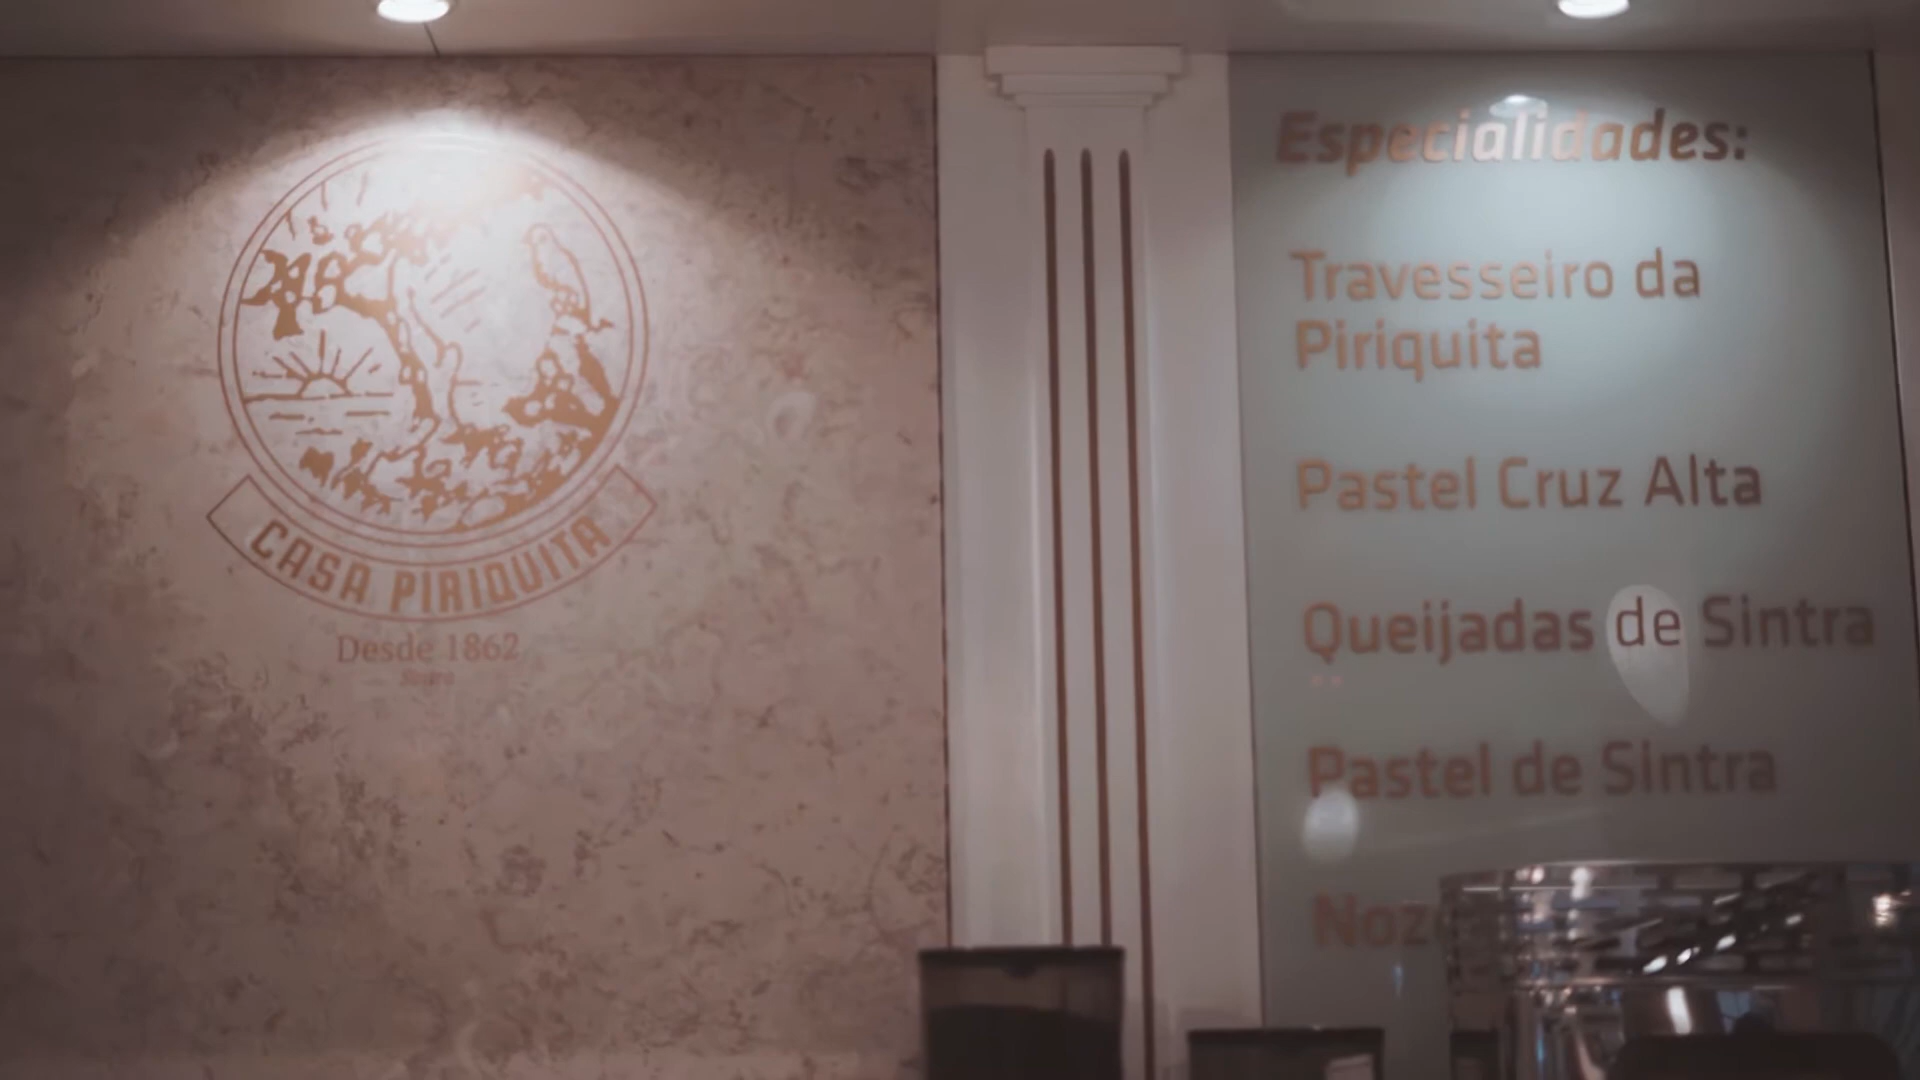 CASA PIRIQUITA
Desde 1862
Especialidades:
Travesseiro da
Piriquita
Pastel Cruz Alta
Queijadas de Sintra
Pastel de Sintra